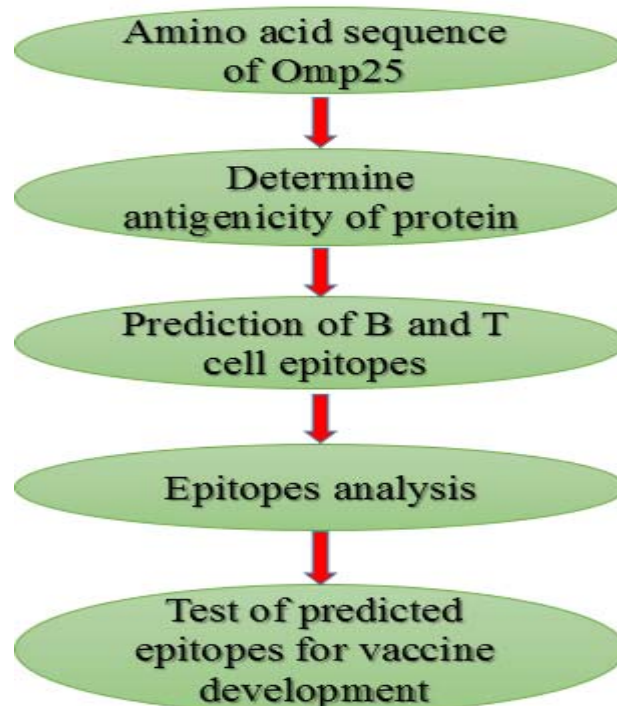 Amino acid sequence
of Omp25
Determine
antigenicity of protein
Prediction of B and T
cell epitopes
Epitopes analysis
Test of predicted
epitopes for vaccine
development